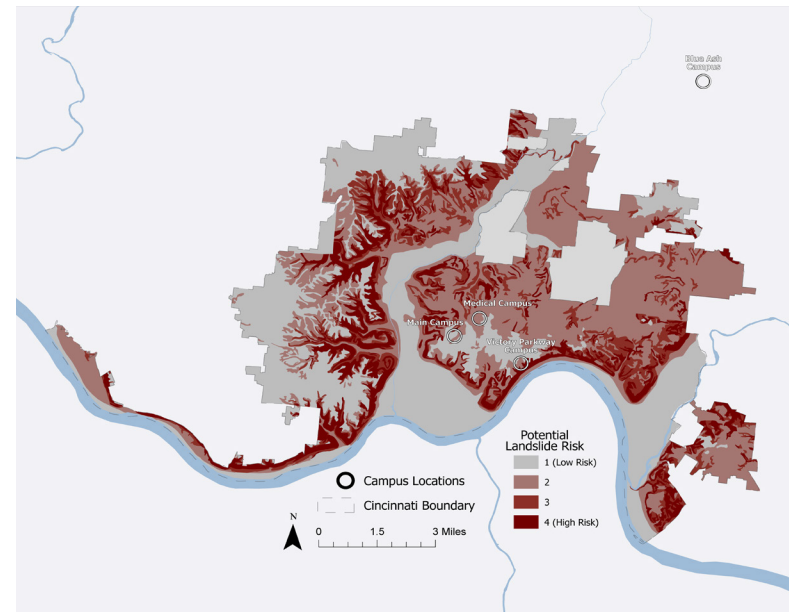 Blue Ash
Campus
Medical Campus
Main Campus
Victory Parkway
Campus
Potential
Landslide Risk
1 (Low Risk)
2
3
4 (High Risk)
Campus Locations
Cincinnati Boundary
N
0 1.5 3 Miles